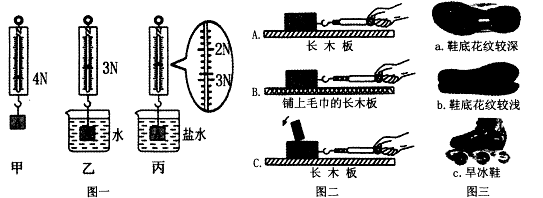 4N
3N
2N
3N
水
盐水
甲
乙
丙
图一
A.
长木板
B.
铺上毛巾的长木板
C.
长木板
图二
a.鞋底花纹较深
b.鞋底花纹较浅
c.旱冰鞋
图三